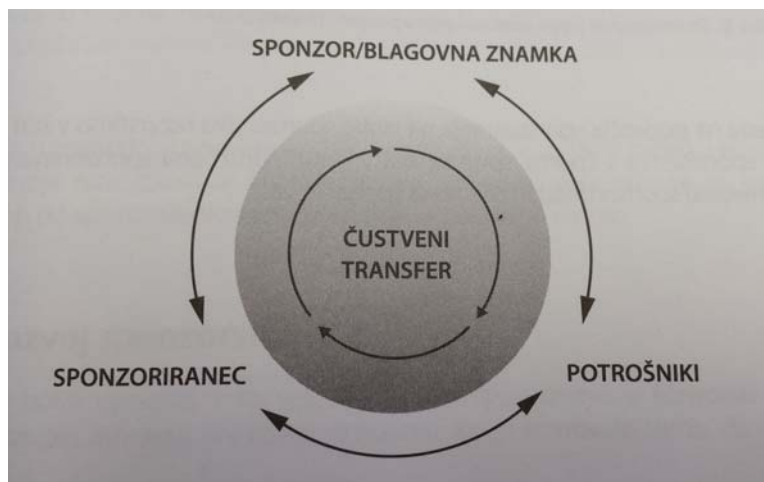 SPONZOR/BLAGOVNA ZNAMKA
ČUSTVENI
TRANSFER
SPONZORIRANEC
POTROŠNIKI